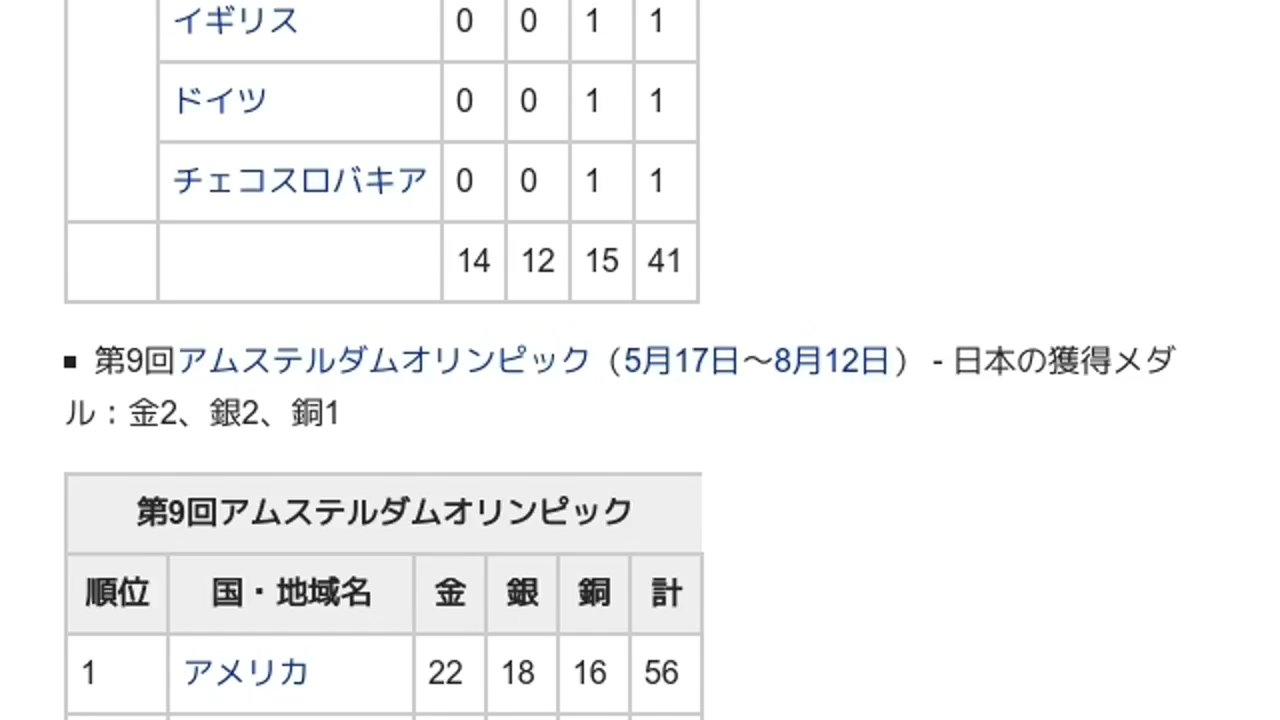 イギリス 0 0 1 1
ドイツ 0 0 1 1
チェコスロバキア 0 0 1 1
14 12 15 41
▪ 第9回アムステルダムオリンピック（5月17日～8月12日） - 日本の獲得メダ
ル：金2、銀2、銅1
第9回アムステルダムオリンピック
順位 国・地域名 金 銀 銅 計
1 アメリカ 22 18 16 56